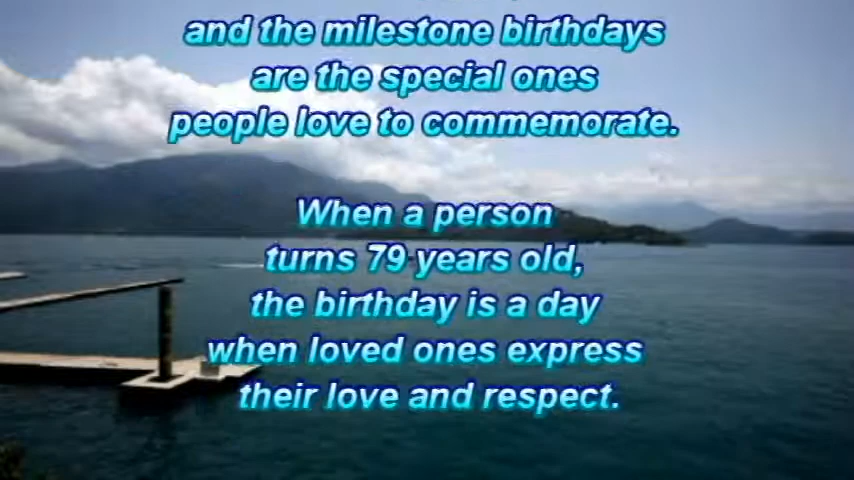 and the milestone birthdays
are the special ones
people love to commemorate.
When a person
turns 79 years old,
the birthday is a day
when loved ones express
their love and respect.